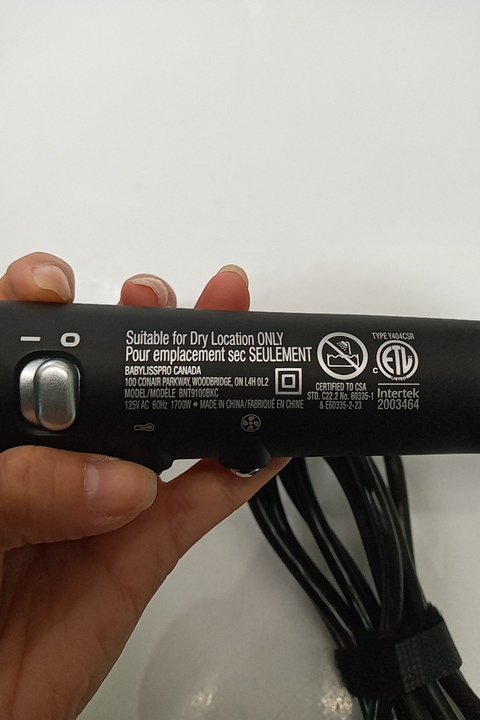 I O
Suitable for Dry Location ONLY
Pour emplacement sec SEULEMENT
BABYLISSPRO CANADA
100 CONAIR PARKWAY, WOODBRIDGE, ON L4H 0L2
MODEL/MODÈLE BNT9100BKC
125V AC 60Hz 1700W • MADE IN CHINA/FABRIQUÉ EN CHINE
CERTIFIED TO CSA
STD. C22.2 No. 60335-1
& E60335-2-23
TYPE Y404CSR
C ETL
LISTED
Intertek
2003464